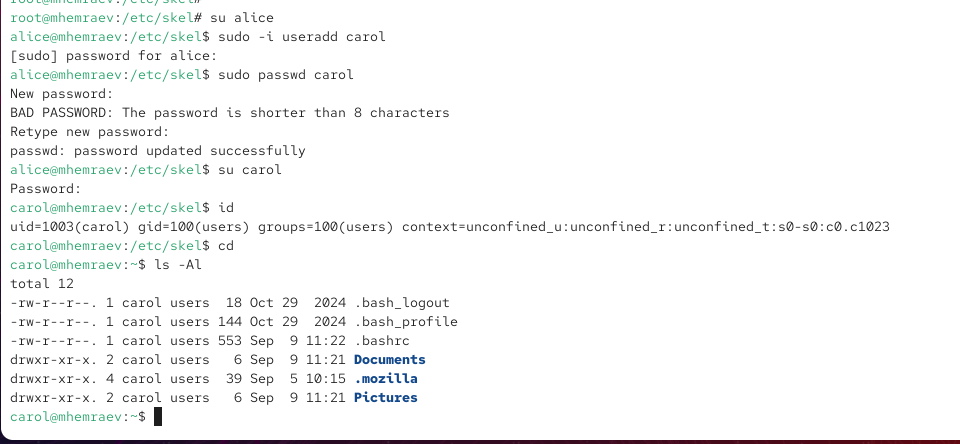 root@mhemraev:/etc/skel# su alice
alice@mhemraev:/etc/skel$ sudo -i useradd carol
[sudo] password for alice:
alice@mhemraev:/etc/skel$ sudo passwd carol
New password:
BAD PASSWORD: The password is shorter than 8 characters
Retype new password:
passwd: password updated successfully
alice@mhemraev:/etc/skel$ su carol
Password:
carol@mhemraev:/etc/skel$ id
uid=1003(carol) gid=100(users) groups=100(users) context=unconfined_u:unconfined_r:unconfined_t:s0-s0:c0.c1023
carol@mhemraev:/etc/skel$ cd
carol@mhemraev:~$ ls -Al
total 12
-rw-r--r--. 1 carol users  18 Oct 29  2024 .bash_logout
-rw-r--r--. 1 carol users 144 Oct 29  2024 .bash_profile
-rw-r--r--. 1 carol users 553 Sep  9 11:22 .bashrc
drwxr-xr-x. 2 carol users   6 Sep  9 11:21 Documents
drwxr-xr-x. 4 carol users  39 Sep  5 10:15 .mozilla
drwxr-xr-x. 2 carol users   6 Sep  9 11:21 Pictures
carol@mhemraev:~$